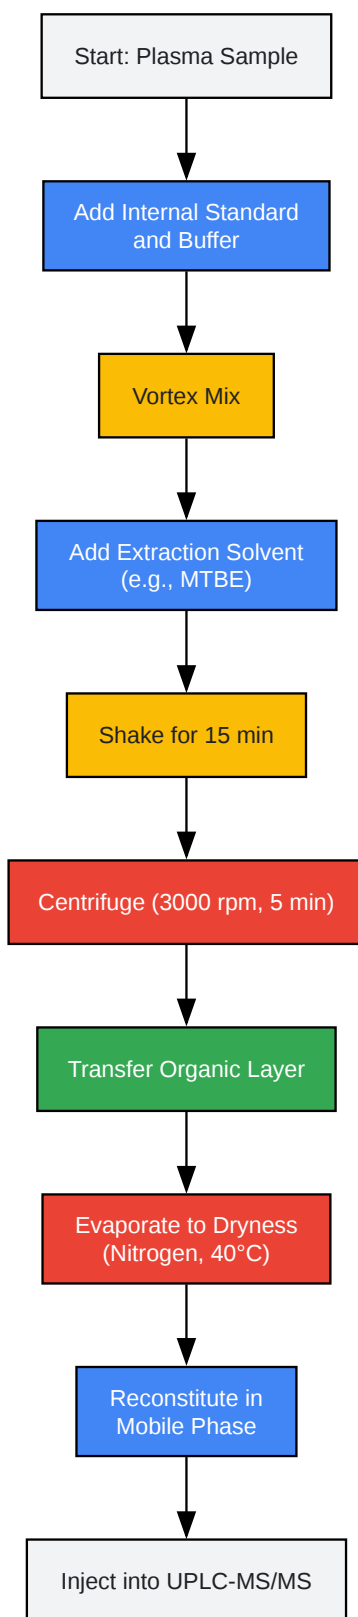 Start: Plasma Sample
Add Internal Standard
and Buffer
Vortex Mix
Add Extraction Solvent
(e.g., MTBE)
Shake for 15 min
Centrifuge (3000 rpm, 5 min)
Transfer Organic Layer
Evaporate to Dryness
(Nitrogen, 40°C)
Reconstitute in
Mobile Phase
Inject into UPLC-MS/MS